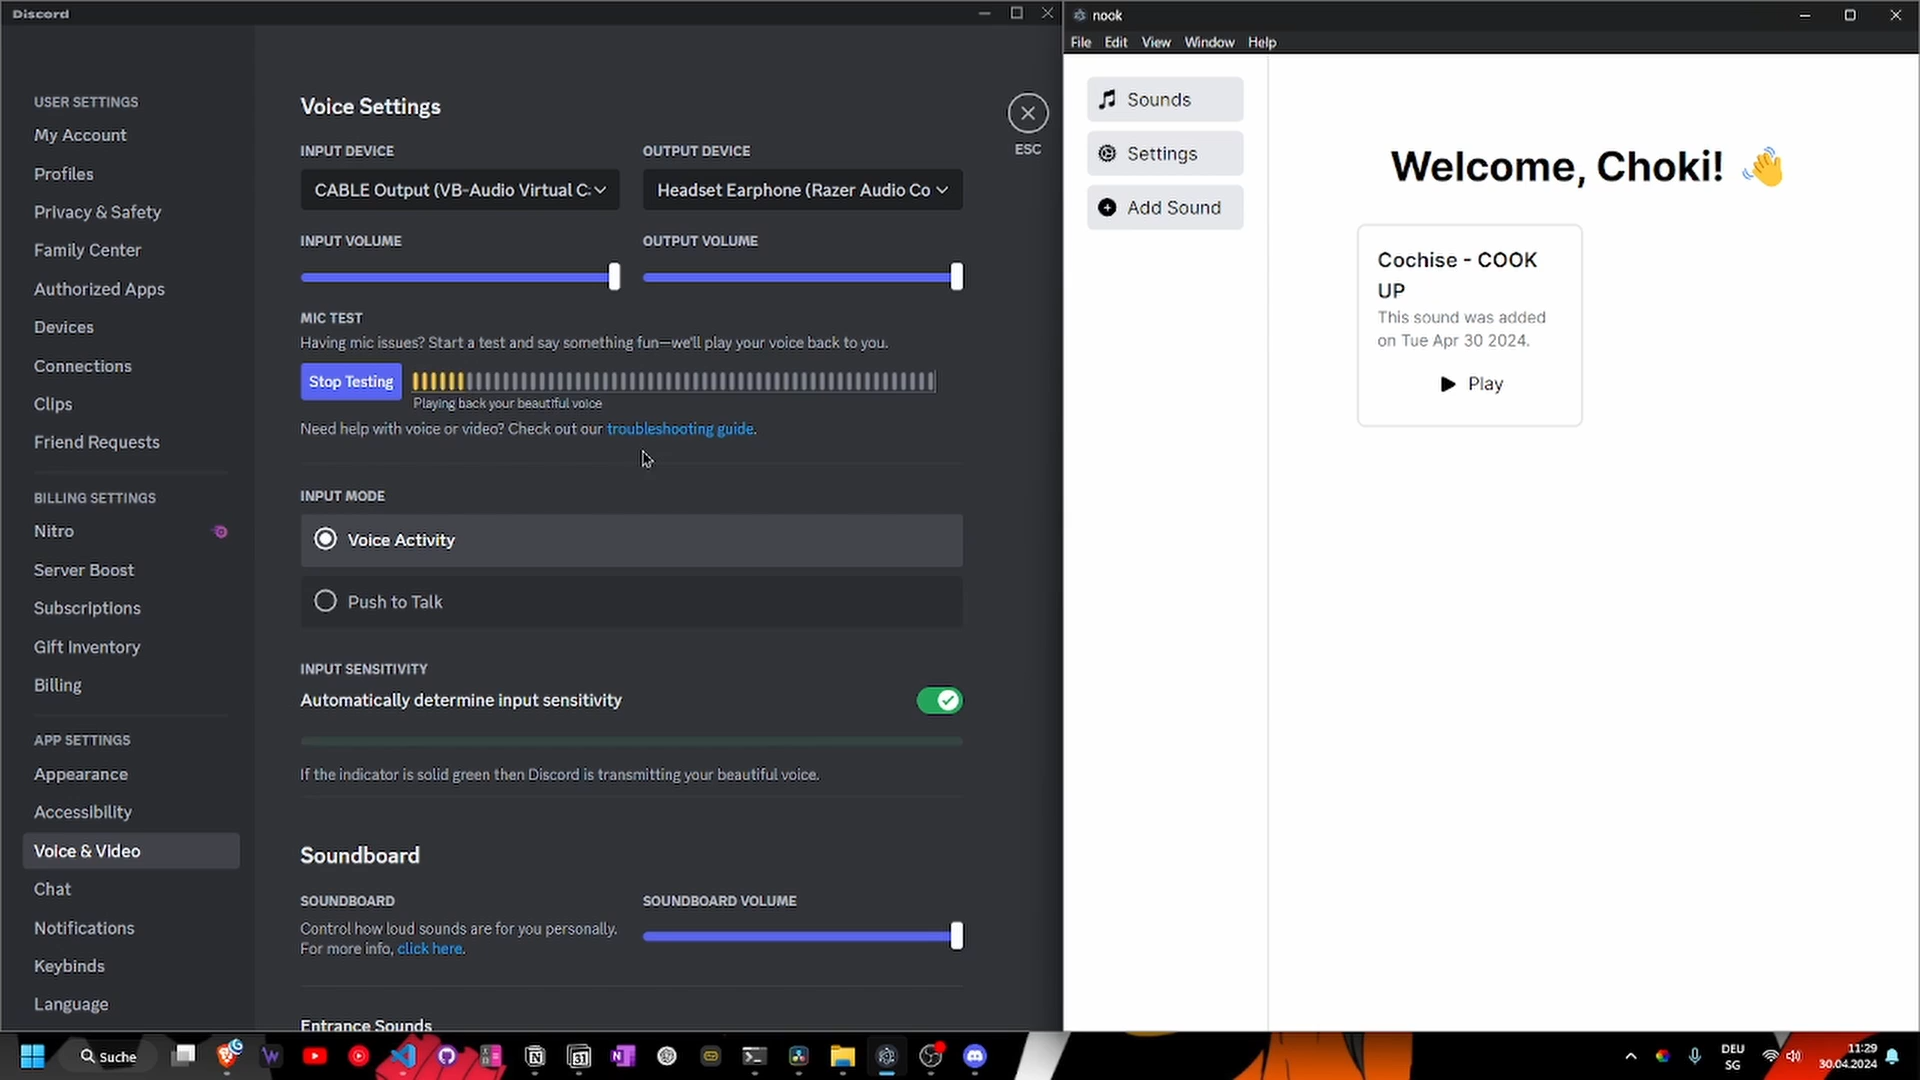 Discord
USER SETTINGS
My Account
Profiles
Privacy & Safety
Family Center
Authorized Apps
Devices
Connections
Clips
Friend Requests
BILLING SETTINGS
Nitro
Server Boost
Subscriptions
Gift Inventory
Billing
APP SETTINGS
Appearance
Accessibility
Voice & Video
Chat
Notifications
Keybinds
Language
Voice Settings
ESC
INPUT DEVICE
OUTPUT DEVICE
CABLE Output (VB-Audio Virtual C
Headset Earphone (Razer Audio Co
INPUT VOLUME
OUTPUT VOLUME
MIC TEST
Having mic issues? Start a test and say something fun—we'll play your voice back to you.
Stop Testing
Playing back your beautiful voice
Need help with voice or video? Check out our troubleshooting guide.
INPUT MODE
Voice Activity
Push to Talk
INPUT SENSITIVITY
Automatically determine input sensitivity
If the indicator is solid green then Discord is transmitting your beautiful voice.
Soundboard
SOUNDBOARD
SOUNDBOARD VOLUME
Control how loud sounds are for you personally.
For more info, click here.
Entrance Sounds
nook
File Edit View Window Help
Sounds
Settings
Add Sound
Welcome, Choki! 👋
Cochise - COOK
UP
This sound was added
on Tue Apr 30 2024.
Play
Suche
31
DEU
SG
11:29
30.04.2024